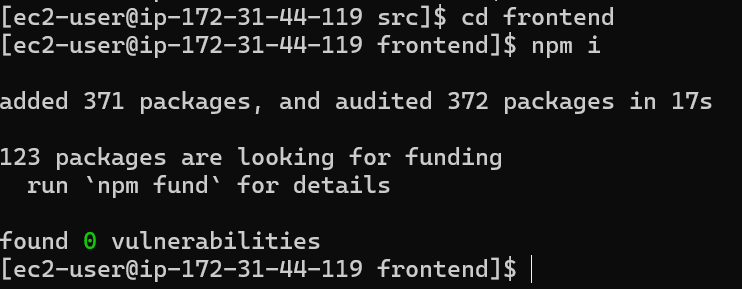 [ec2-user@ip-172-31-44-119 src]$ cd frontend
[ec2-user@ip-172-31-44-119 frontend]$ npm i
added 371 packages, and audited 372 packages in 17s
123 packages are looking for funding
  run `npm fund` for details
found 0 vulnerabilities
[ec2-user@ip-172-31-44-119 frontend]$